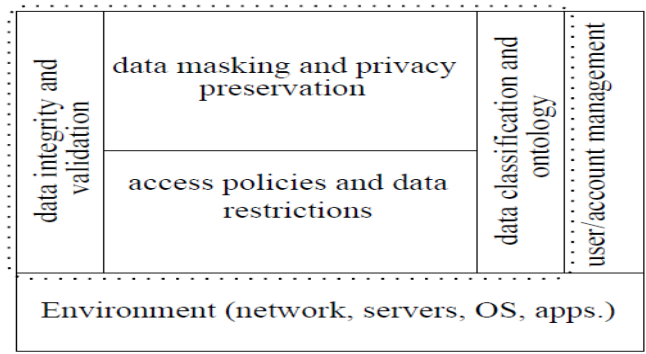 data integrity and
validation
data masking and privacy
preservation
access policies and data
restrictions
data classification and
ontology
user/account management
Environment (network, servers, OS, apps.)